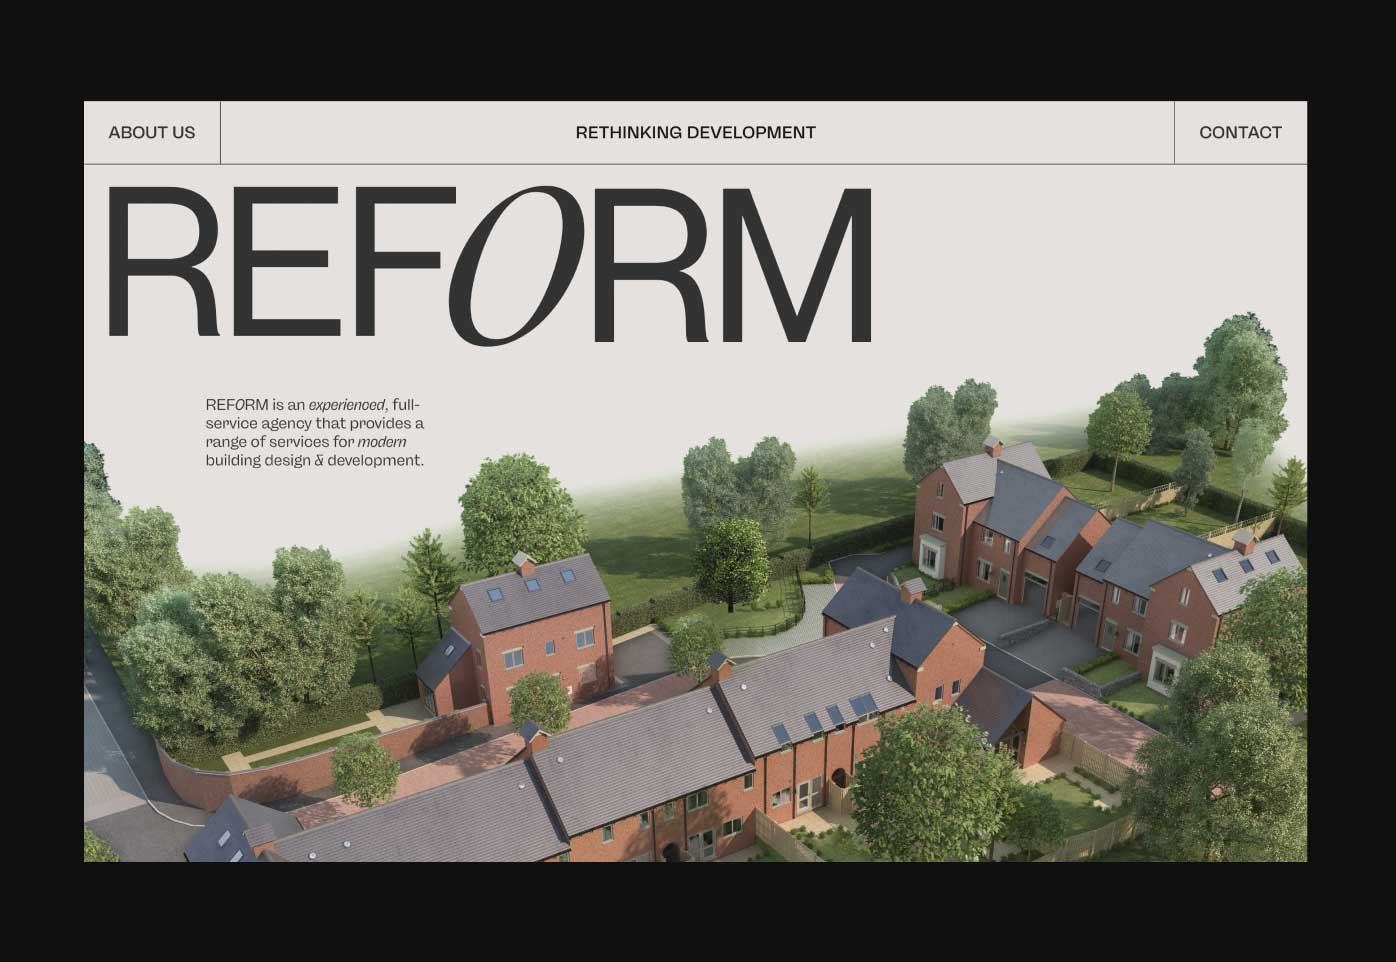 ABOUT US
RETHINKING DEVELOPMENT
CONTACT
REFORM
REFORM is an experienced, full-
service agency that provides a
range of services for modern
building design & development.